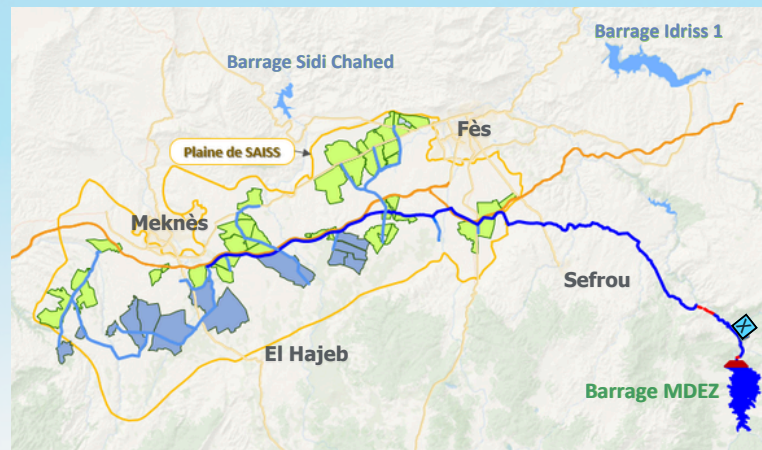 Barrage Idriss 1
Barrage Sidi Chahed
Fès
Plaine de SAISS
Meknès
Sefrou
El Hajeb
Barrage MDEZ